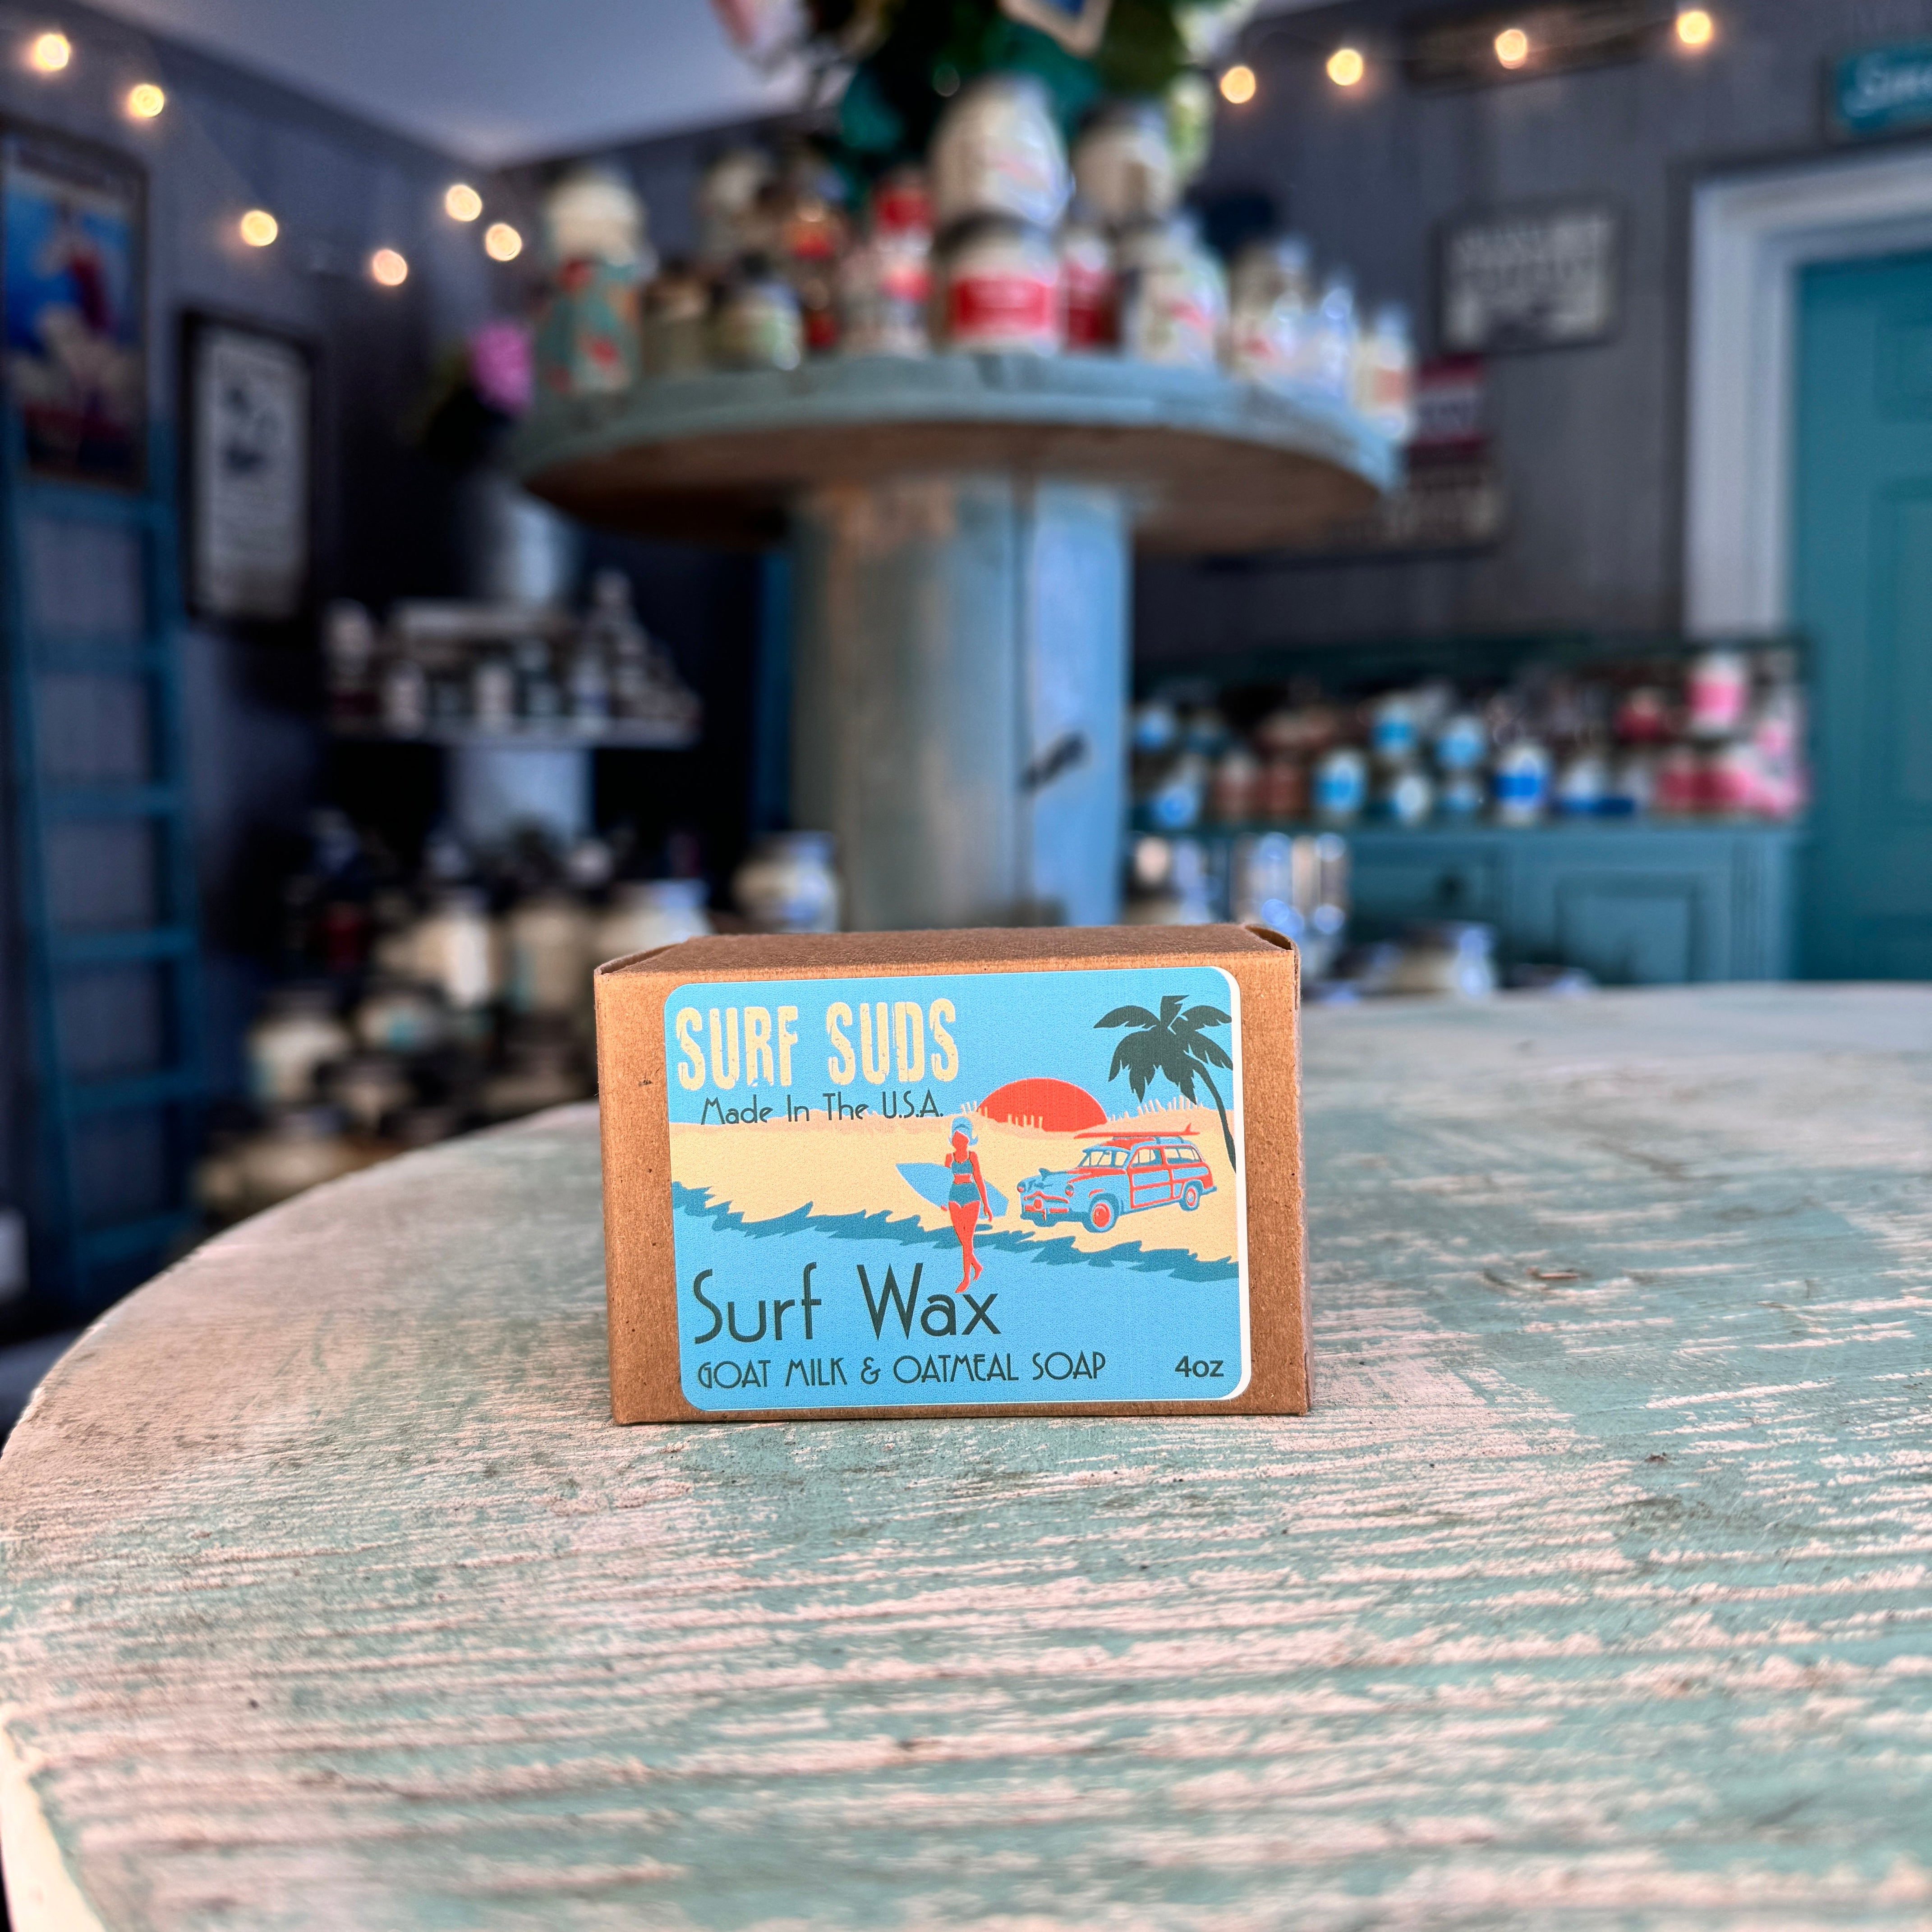 SURF SUDS
Made In The U.S.A.
Surf Wax
GOAT MILK & OATMEAL SOAP 4oz